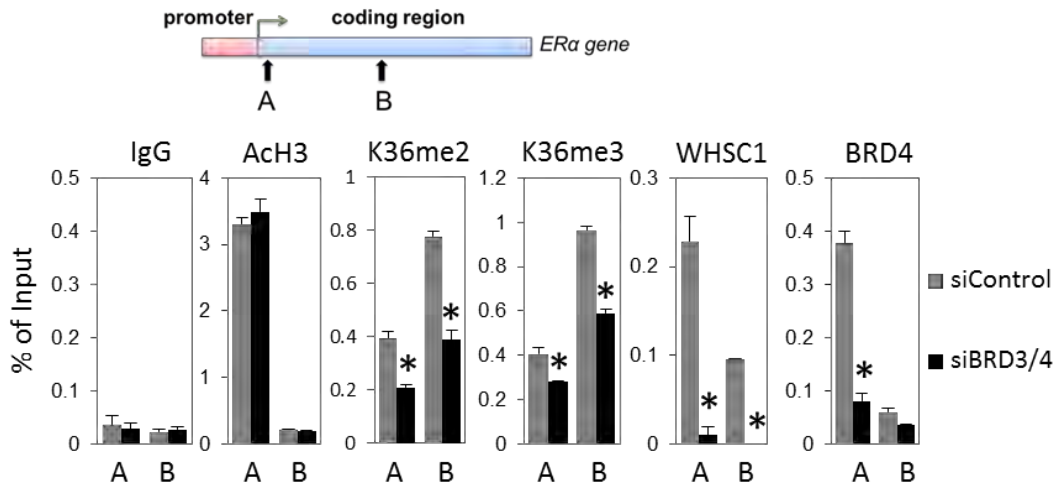 promoter coding region
ERα gene
A B
IgG AcH3 K36me2 K36me3 WHSC1 BRD4
% of Input
0.5 4 1 1.2 0.3 0.5
0.4 3 0.8 1 0.2 0.4
0.3 2 0.6 0.8 0.1 0.3
0.2 1 0.4 0.6 0 0.2
0.1 0 0.2 0.4 0.1
0 0 0.2 0
0
* * * * * * *
siControl
siBRD3/4
A B A B A B A B A B A B